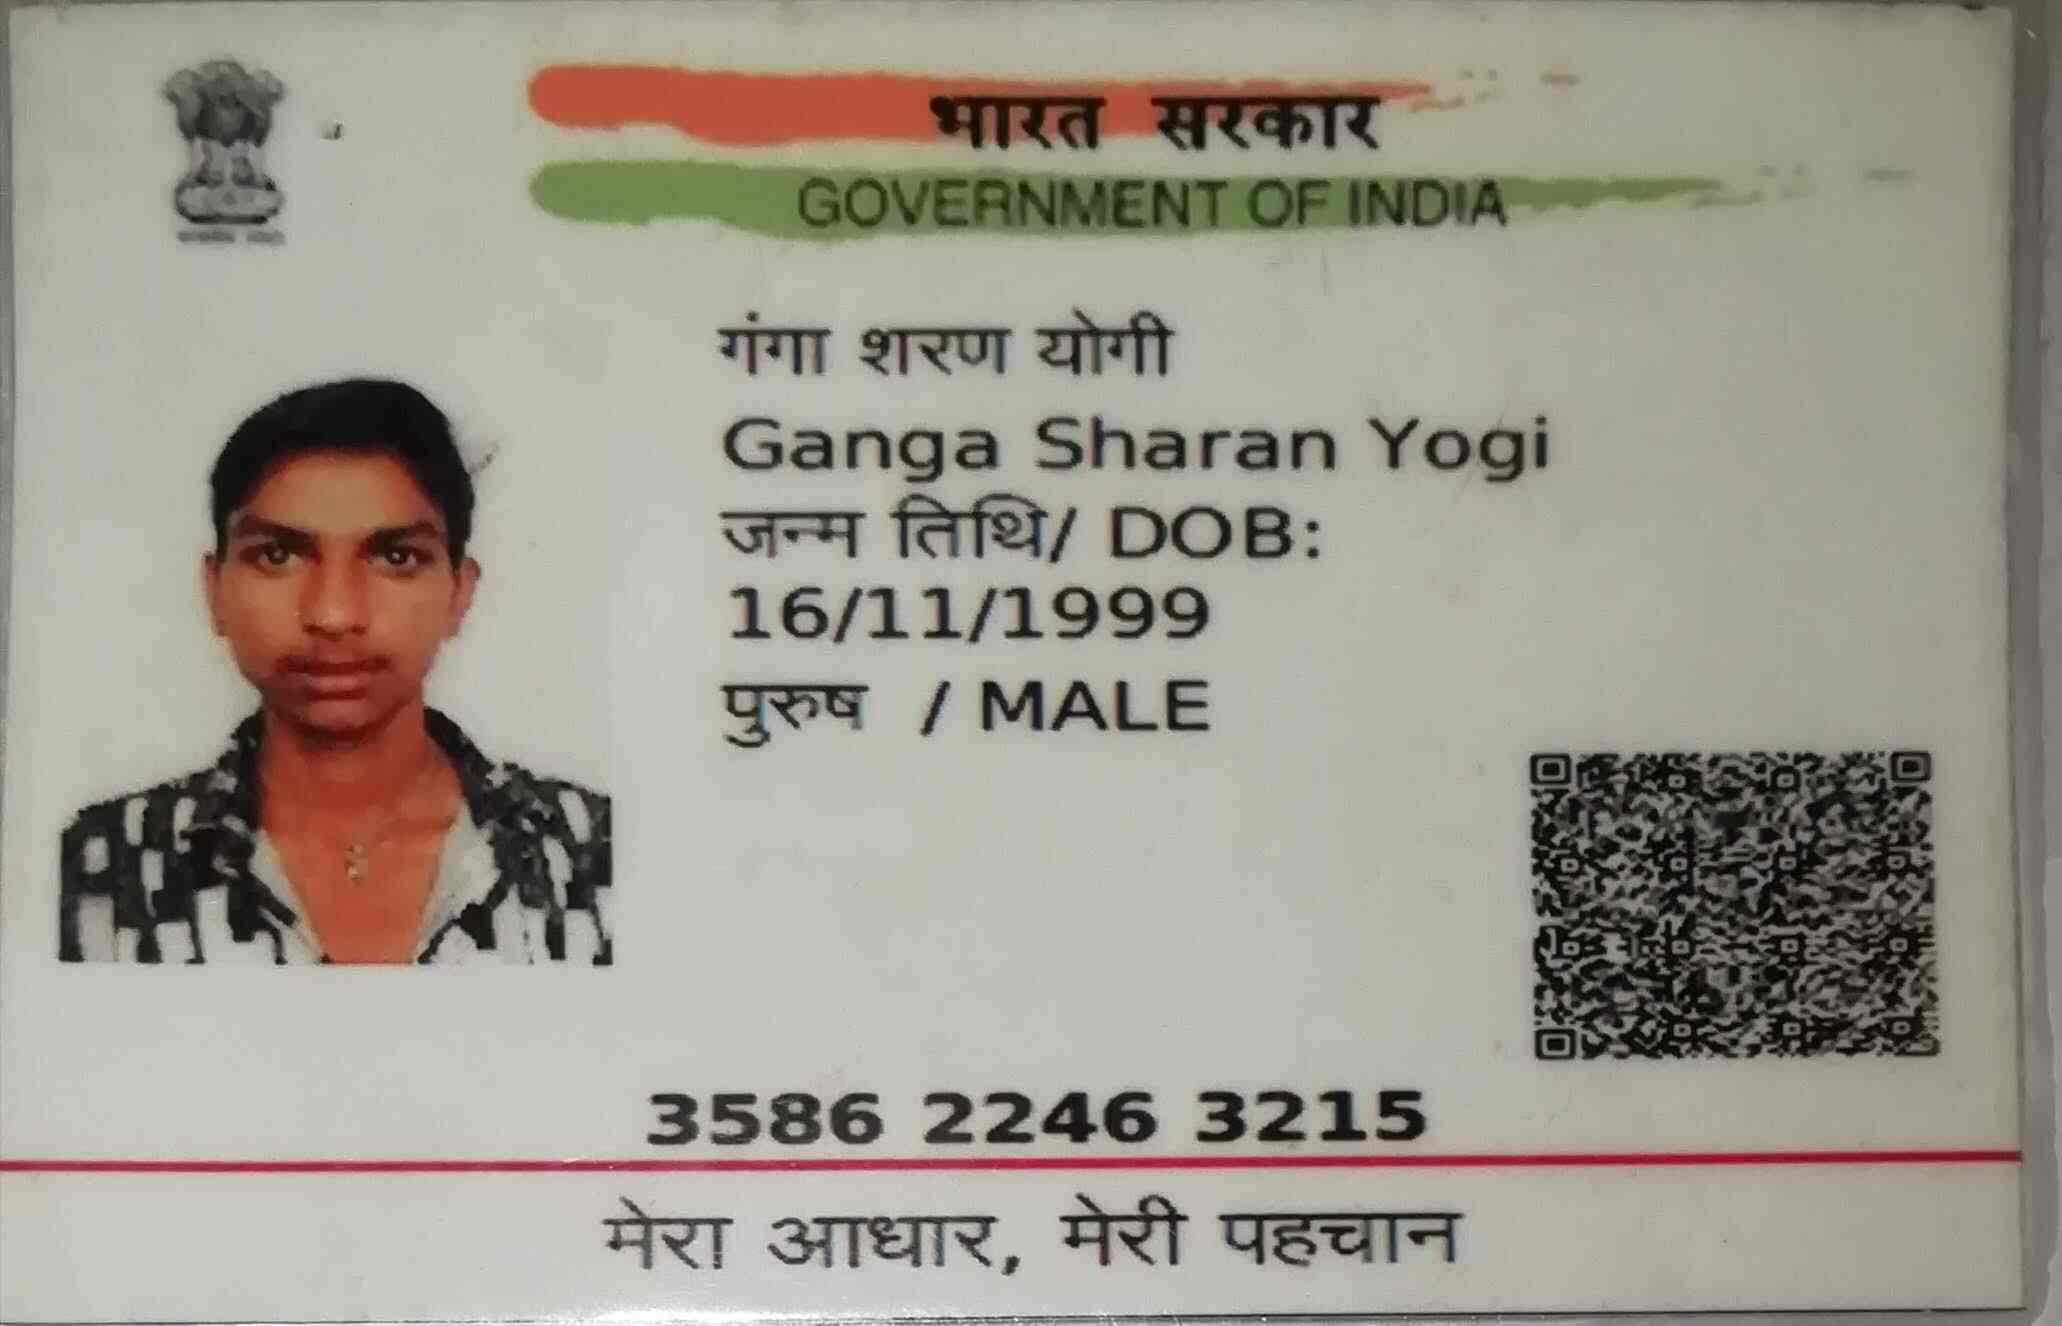 भारत सरकार
GOVERNMENT OF INDIA
गंगा शरण योगी
Ganga Sharan Yogi
जन्म तिथि/ DOB:
16/11/1999
पुरुष / MALE
3586 2246 3215
मेरा आधार, मेरी पहचान